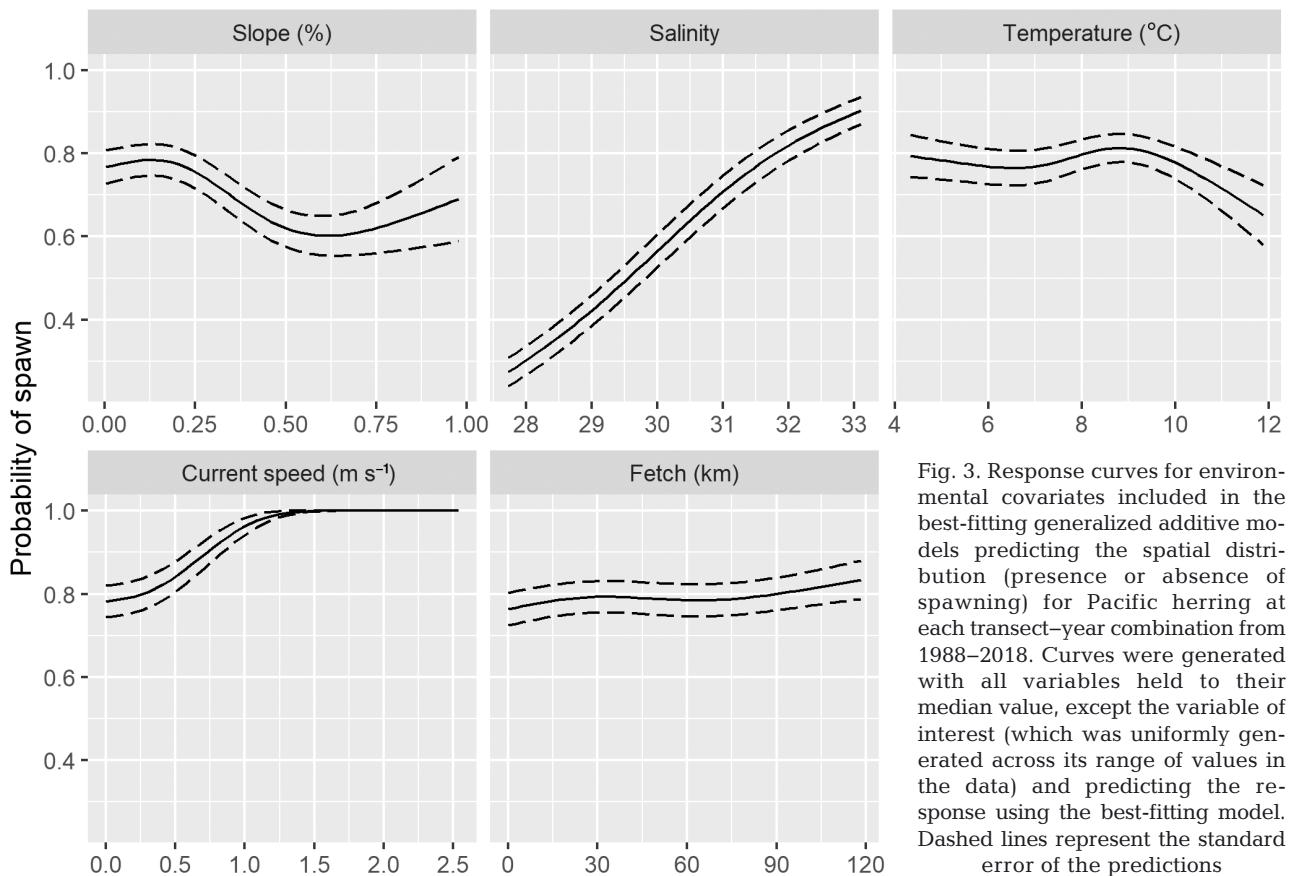 Slope (%)
Salinity
Temperature (°C)
Probability of spawn
1.0
0.8
0.6
0.4
0.00 0.25 0.50 0.75 1.00
28 29 30 31 32 33
4 6 8 10 12
Current speed (m s⁻¹)
Fetch (km)
1.0
0.8
0.6
0.4
0.0 0.5 1.0 1.5 2.0 2.5
0 30 60 90 120
Fig. 3. Response curves for environ-
mental covariates included in the
best-fitting generalized additive mo-
dels predicting the spatial distri-
bution (presence or absence of
spawning) for Pacific herring at
each transect–year combination from
1988–2018. Curves were generated
with all variables held to their
median value, except the variable of
interest (which was uniformly gen-
erated across its range of values in
the data) and predicting the re-
sponse using the best-fitting model.
Dashed lines represent the standard
error of the predictions